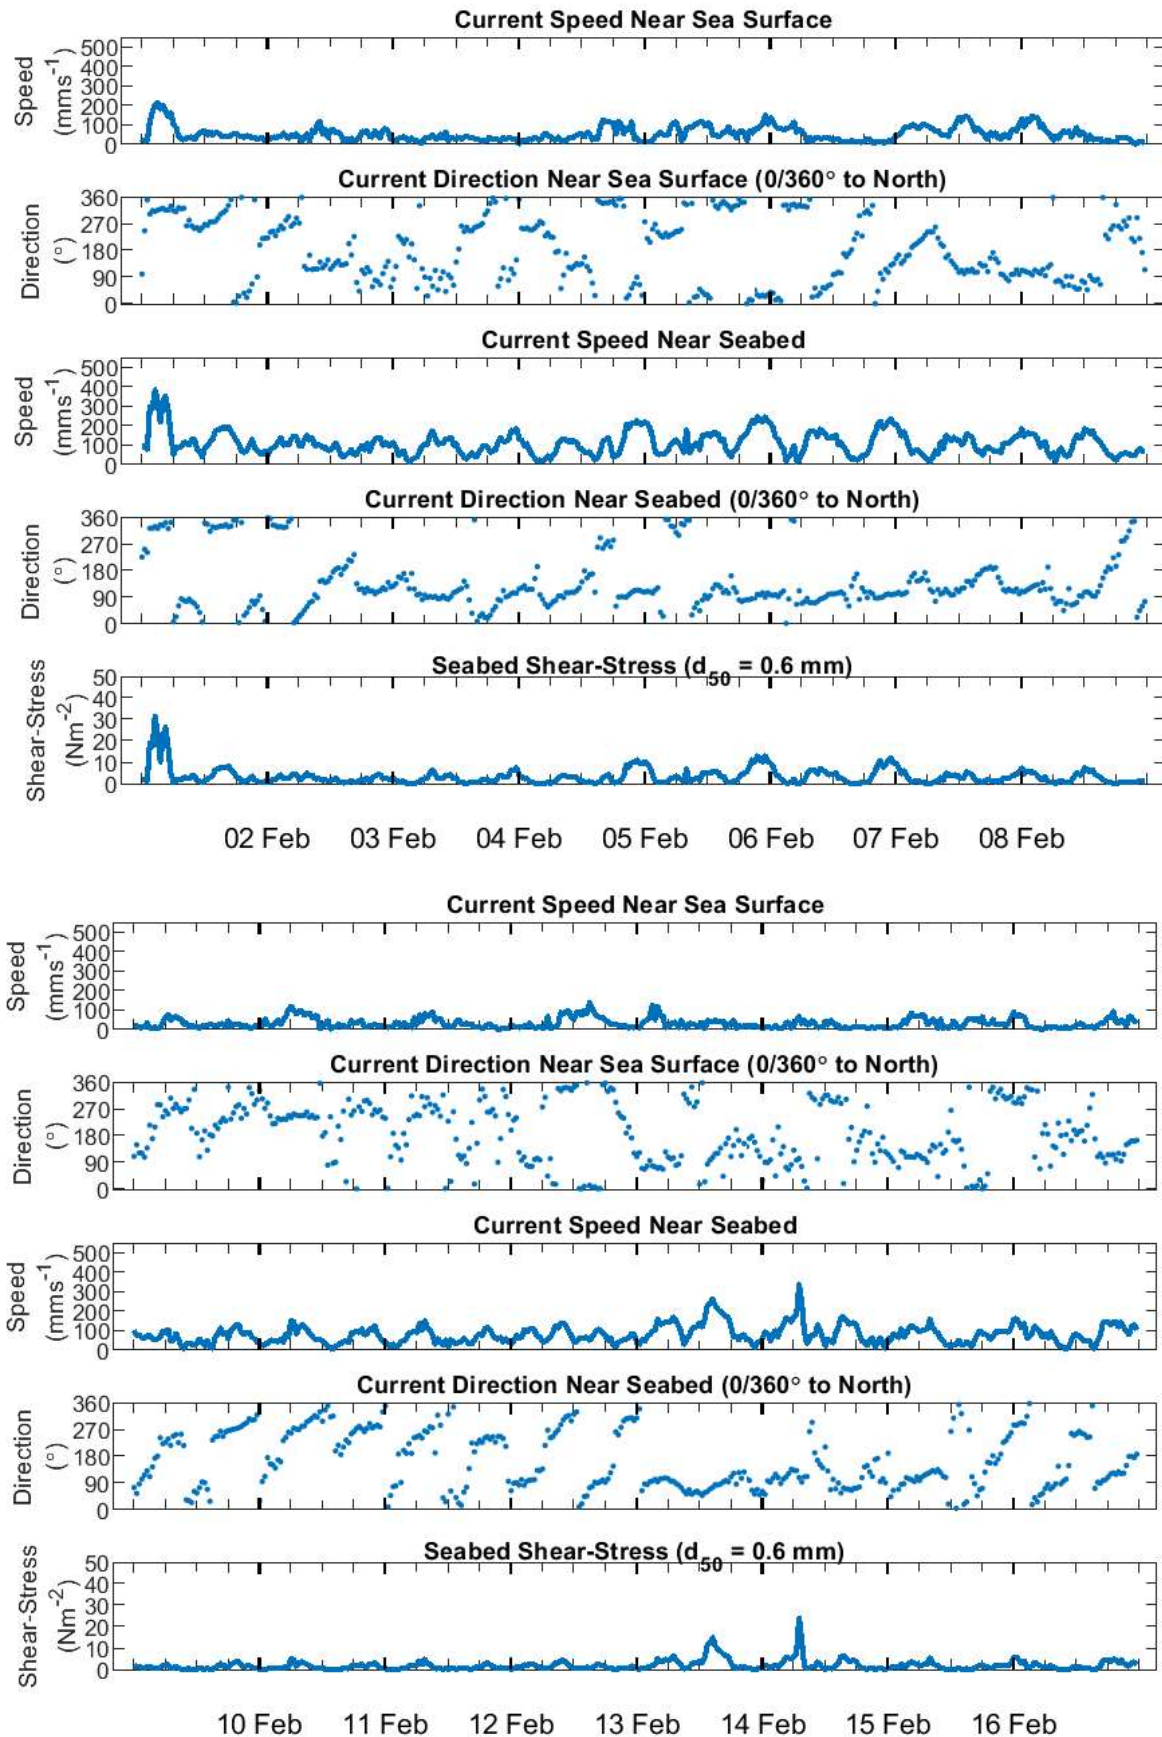 Current Speed Near Sea Surface
Speed
(mms-1)
500
400
300
200
100
0
Current Direction Near Sea Surface (0/360° to North)
Direction
(°)
360
270
180
90
0
Current Speed Near Seabed
Speed
(mms-1)
500
400
300
200
100
0
Current Direction Near Seabed (0/360° to North)
Direction
(°)
360
270
180
90
0
Seabed Shear-Stress (d50 = 0.6 mm)
Shear-Stress
(Nm-2)
50
40
30
20
10
0
02 Feb 03 Feb 04 Feb 05 Feb 06 Feb 07 Feb 08 Feb
Current Speed Near Sea Surface
Speed
(mms-1)
500
400
300
200
100
0
Current Direction Near Sea Surface (0/360° to North)
Direction
(°)
360
270
180
90
0
Current Speed Near Seabed
Speed
(mms-1)
500
400
300
200
100
0
Current Direction Near Seabed (0/360° to North)
Direction
(°)
360
270
180
90
0
Seabed Shear-Stress (d50 = 0.6 mm)
Shear-Stress
(Nm-2)
50
40
30
20
10
0
10 Feb 11 Feb 12 Feb 13 Feb 14 Feb 15 Feb 16 Feb